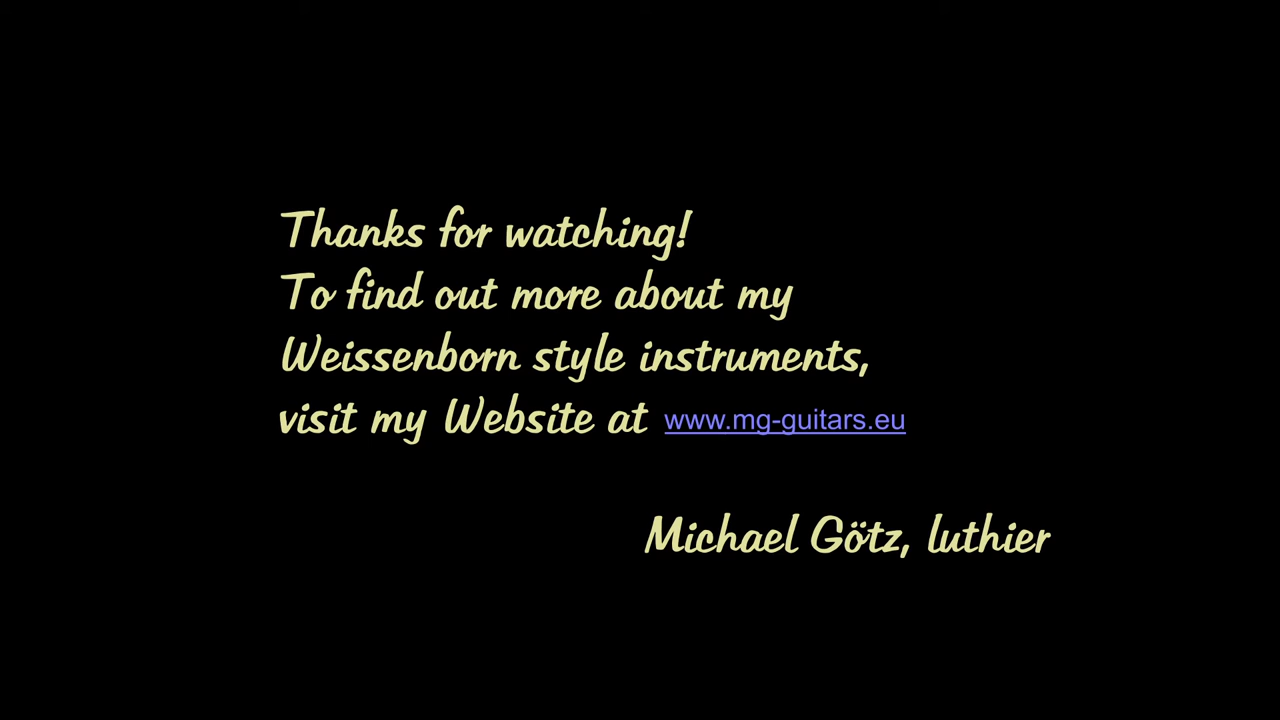 Thanks for watching!
To find out more about my
Weissenborn style instruments,
visit my Website at www.mg-guitars.eu
Michael Götz, luthier